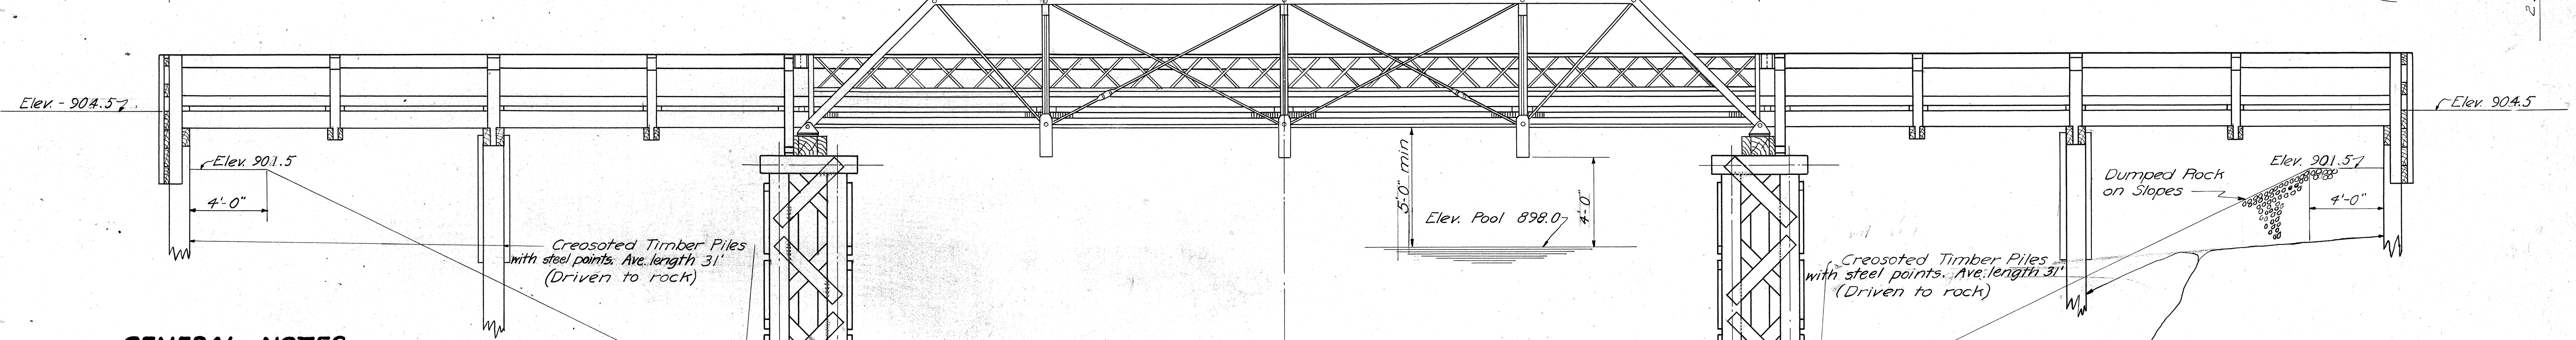 Elev. - 904.5
Elev. 904.5
Elev. 901.5
4'-0"
Creosoted Timber Piles
with steel points. Ave. length 31'
(Driven to rock)
5'-0" min
Elev. Pool 898.0
4'-0"
Dumped Rock
on Slopes
Elev. 901.5
4'-0"
Creosoted Timber Piles
with steel points. Ave. length 31'
(Driven to rock)
GENERAL NOTES